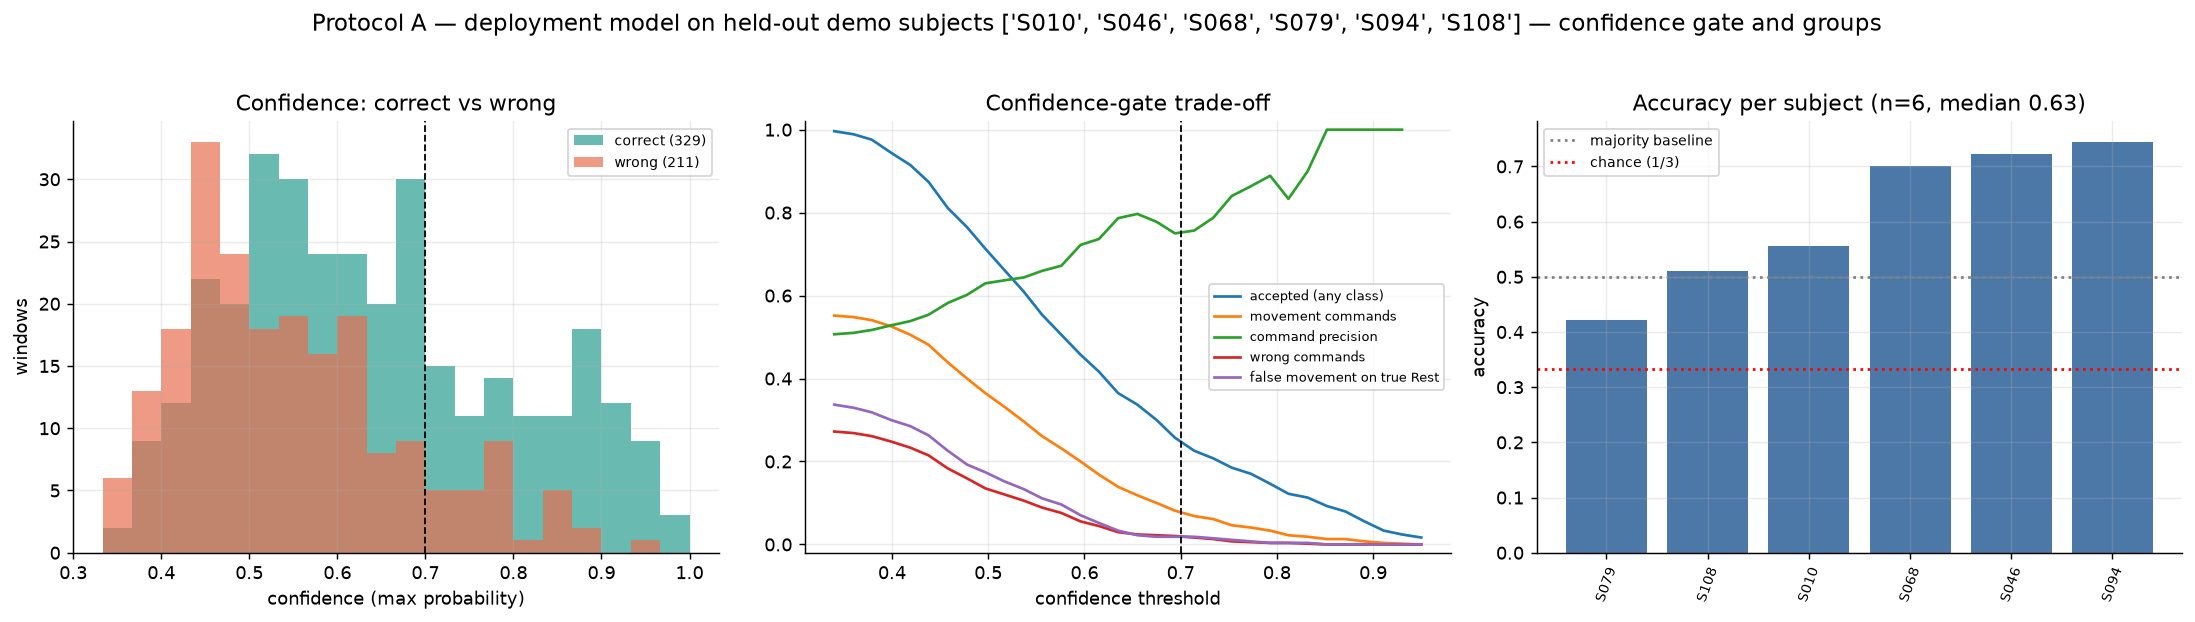 Protocol A — deployment model on held-out demo subjects ['S010', 'S046', 'S068', 'S079', 'S094', 'S108'] — confidence gate and groups
Confidence: correct vs wrong
correct (329)
wrong (211)
windows
30
25
20
15
10
5
0
0.3 0.4 0.5 0.6 0.7 0.8 0.9 1.0
confidence (max probability)
Confidence-gate trade-off
1.0
0.8
0.6
0.4
0.2
0.0
accepted (any class)
movement commands
command precision
wrong commands
false movement on true Rest
0.4 0.5 0.6 0.7 0.8 0.9
confidence threshold
Accuracy per subject (n=6, median 0.63)
majority baseline
chance (1/3)
accuracy
0.7
0.6
0.5
0.4
0.3
0.2
0.1
0.0
S079 S108 S010 S068 S046 S094